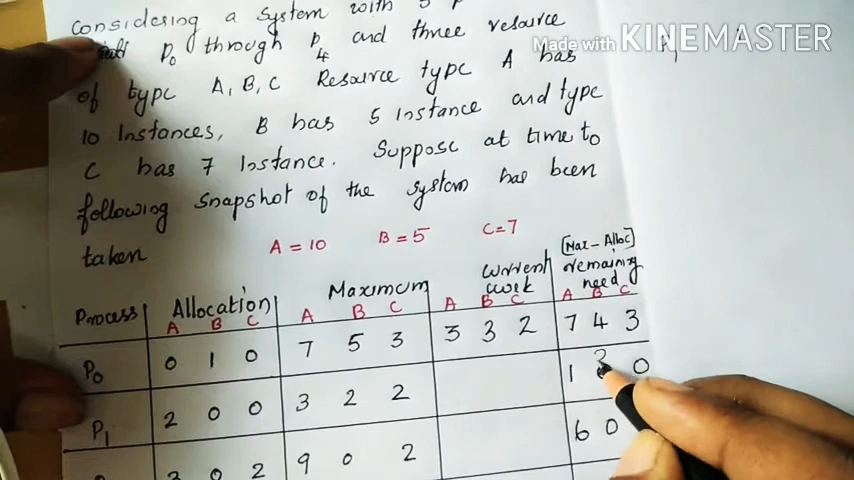 Considering a system with 5 P
P0 through P4 and three resource
of type A, B, C Resource type A has
10 Instances, B has 5 instance and type
C has 7 Instance. Suppose at time to
following snapshot of the system has been
taken
A = 10 B = 5 C = 7
Process Allocation Maximum current work [Max - Alloc] remaining need
A B C A B C A B C A B C
P0 0 1 0 7 5 3 3 3 2 7 4 3
P1 2 0 0 3 2 2 1 2 0
0 2 9 0 2 6 0
Made with KINEMASTER
P1